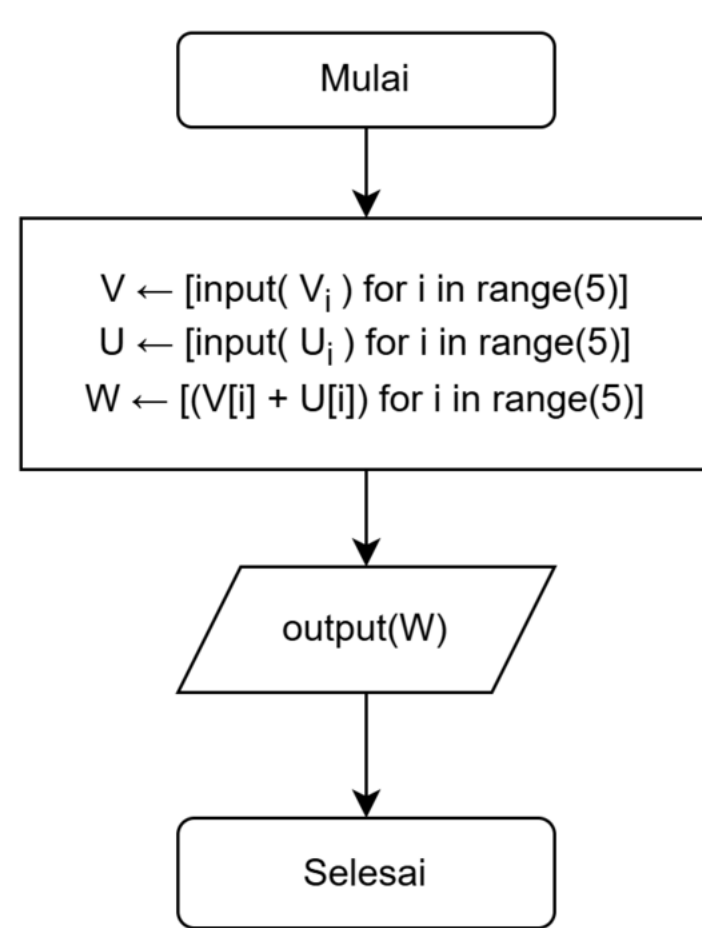 Mulai
V ← [input( Vᵢ ) for i in range(5)]
U ← [input( Uᵢ ) for i in range(5)]
W ← [(V[i] + U[i]) for i in range(5)]
output(W)
Selesai